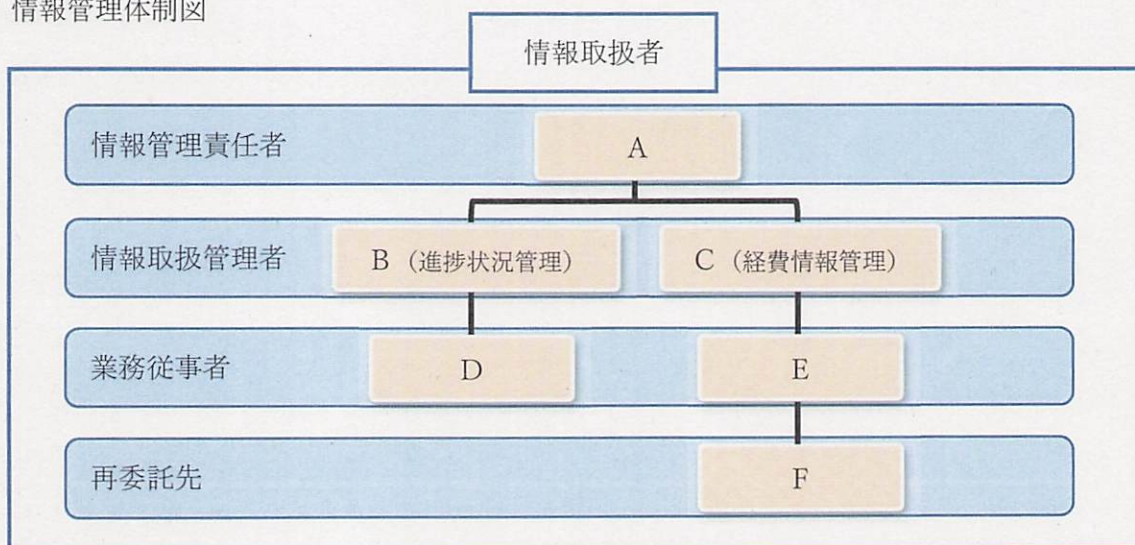 情報管理体制図
情報取扱者
情報管理責任者
A
情報取扱管理者
B（進捗状況管理）
C（経費情報管理）
業務従事者
D
E
再委託先
F